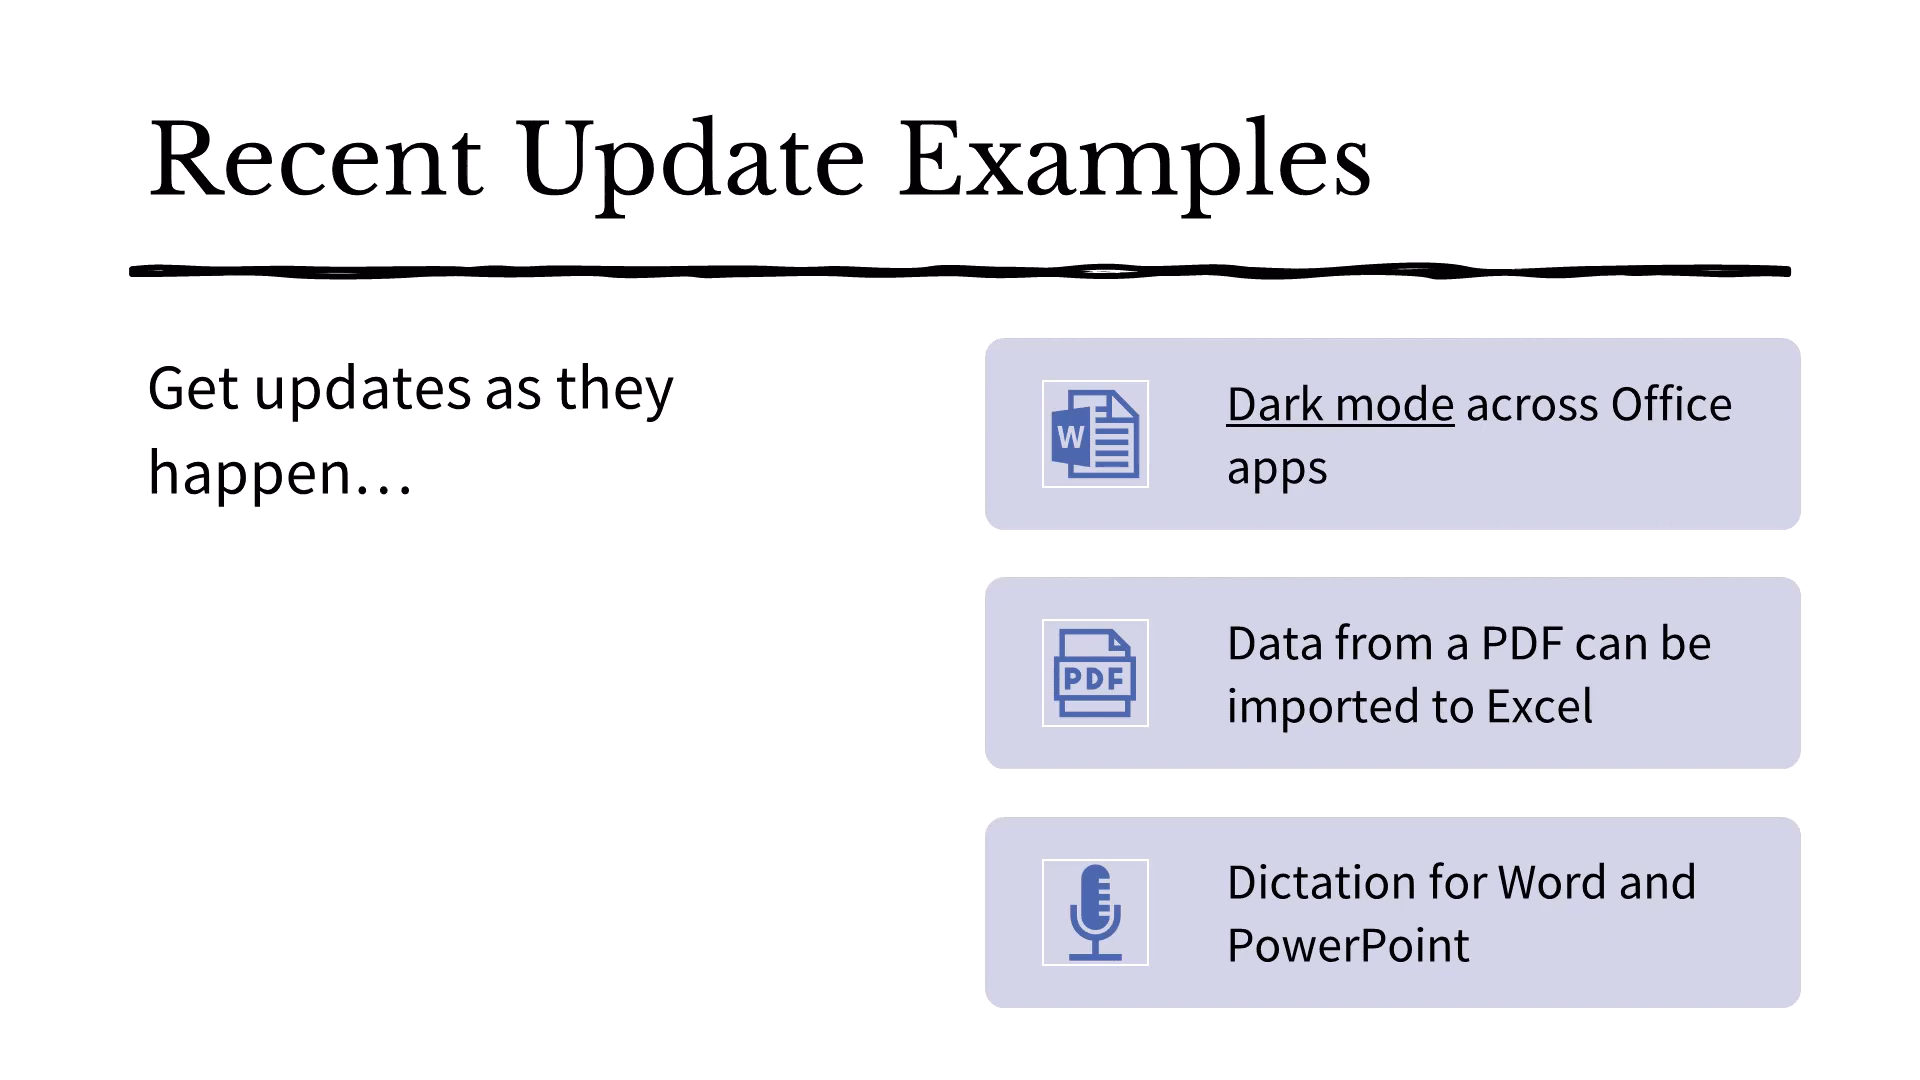 Recent Update Examples
Get updates as they
happen…
W
Dark mode across Office
apps
PDF
Data from a PDF can be
imported to Excel
Dictation for Word and
PowerPoint